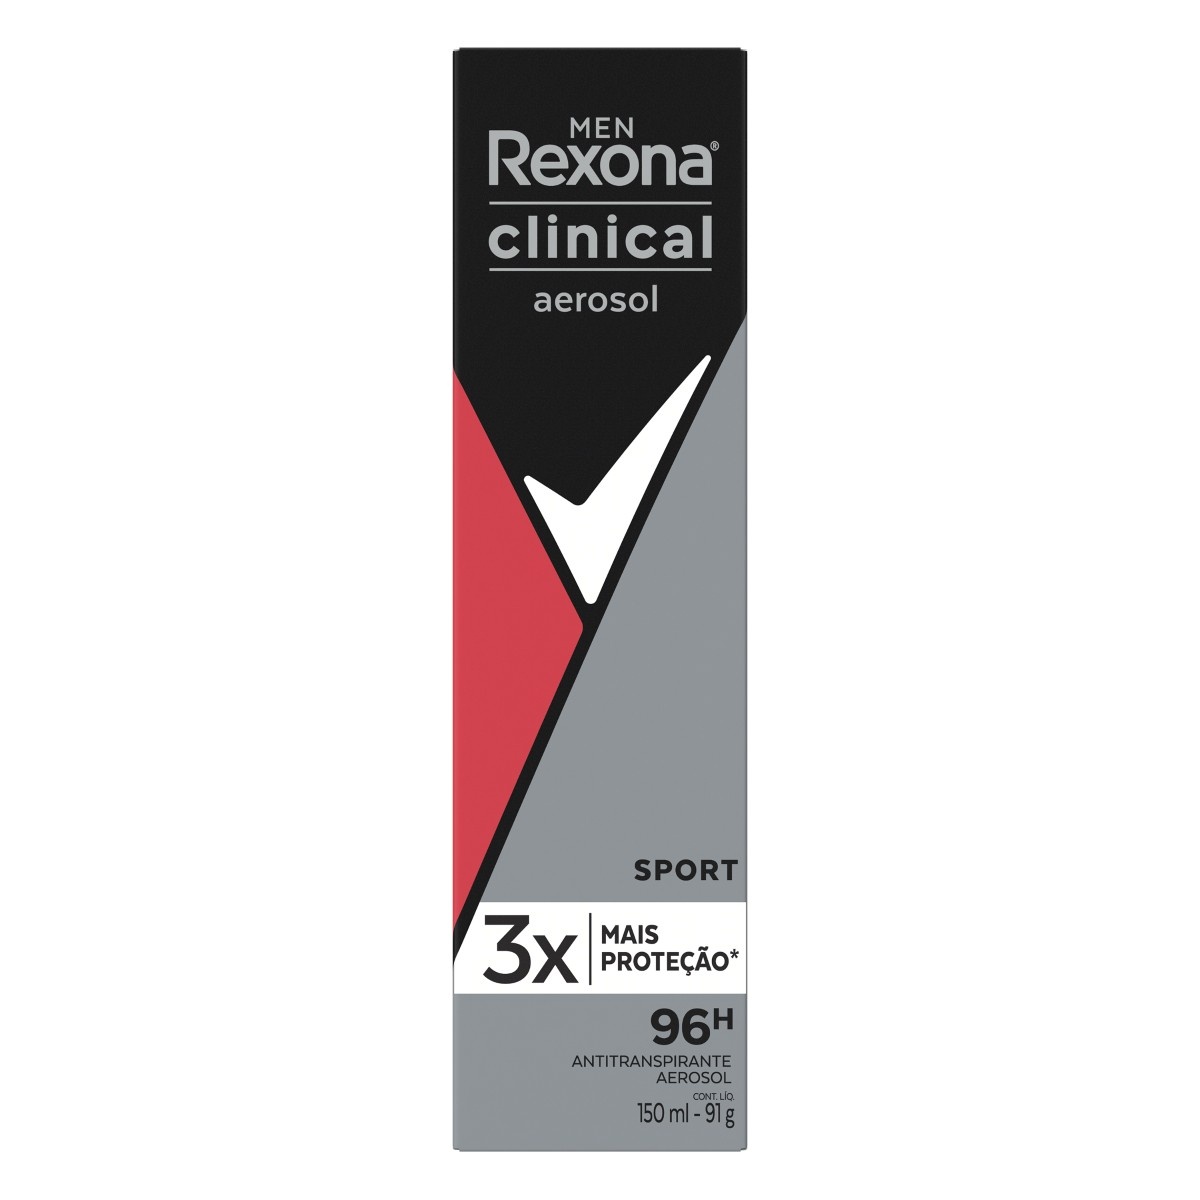 MEN
Rexona®
clinical
aerosol
SPORT
3x
MAIS
PROTEÇÃO*
96H
ANTITRANSPIRANTE
AEROSOL
CONT. LÍQ.
150 ml - 91 g